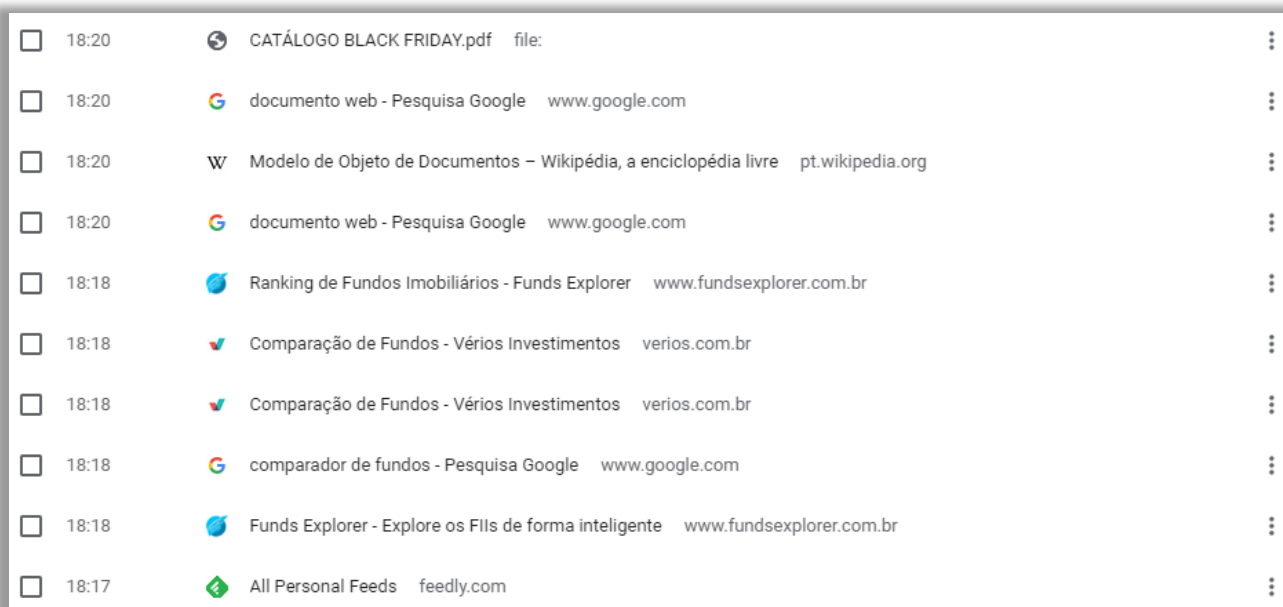 18:20 CATÁLOGO BLACK FRIDAY.pdf file:
18:20 documento web - Pesquisa Google www.google.com
18:20 Modelo de Objeto de Documentos – Wikipédia, a enciclopédia livre pt.wikipedia.org
18:20 documento web - Pesquisa Google www.google.com
18:18 Ranking de Fundos Imobiliários - Funds Explorer www.fundsexplorer.com.br
18:18 Comparação de Fundos - Vérios Investimentos verios.com.br
18:18 Comparação de Fundos - Vérios Investimentos verios.com.br
18:18 comparador de fundos - Pesquisa Google www.google.com
18:18 Funds Explorer - Explore os FIIs de forma inteligente www.fundsexplorer.com.br
18:17 All Personal Feeds feedly.com